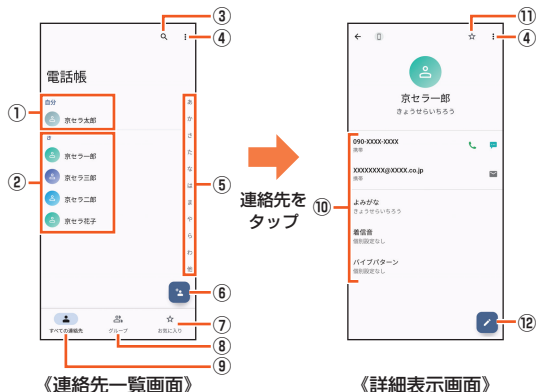 ③
④
電話帳
①
自分
京セラ太郎
②
き
京セラ一郎
京セラ三郎
京セラ二郎
京セラ花子
あ
か
さ
た
な
は
ま
や
ら
わ
他
⑤
⑥
すべての連絡先
グループ
お気に入り
⑦
⑧
⑨
《連絡先一覧画面》
連絡先を
タップ
⑪
④
京セラ一郎
きょうせらいちろう
⑩
090-XXXX-XXXX
携帯
XXXXXXXX@XXXX.co.jp
携帯
よみがな
きょうせらいちろう
着信音
個別設定なし
バイブパターン
個別設定なし
⑫
《詳細表示画面》